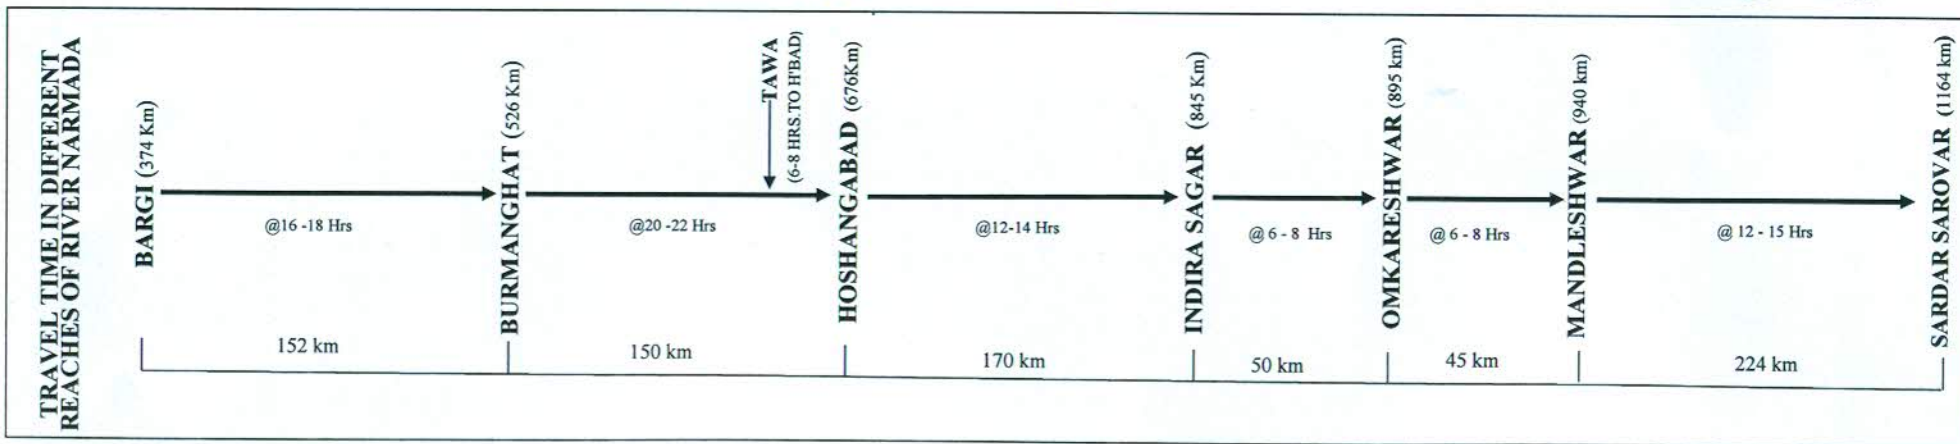 TRAVEL TIME IN DIFFERENT
REACHES OF RIVER NARMADA
BARGI (374 Km)
@16 -18 Hrs
BURMANGHAT (526 Km)
@20 -22 Hrs
TAWA
(6-8 HRS.TO H'BAD)
HOSHANGABAD (676Km)
@12-14 Hrs
INDIRA SAGAR (845 Km)
@ 6 - 8 Hrs
OMKARESHWAR (895 km)
@ 6 - 8 Hrs
MANDLESHWAR (940 km)
@ 12 - 15 Hrs
SARDAR SAROVAR (1164 km)
152 km
150 km
170 km
50 km
45 km
224 km